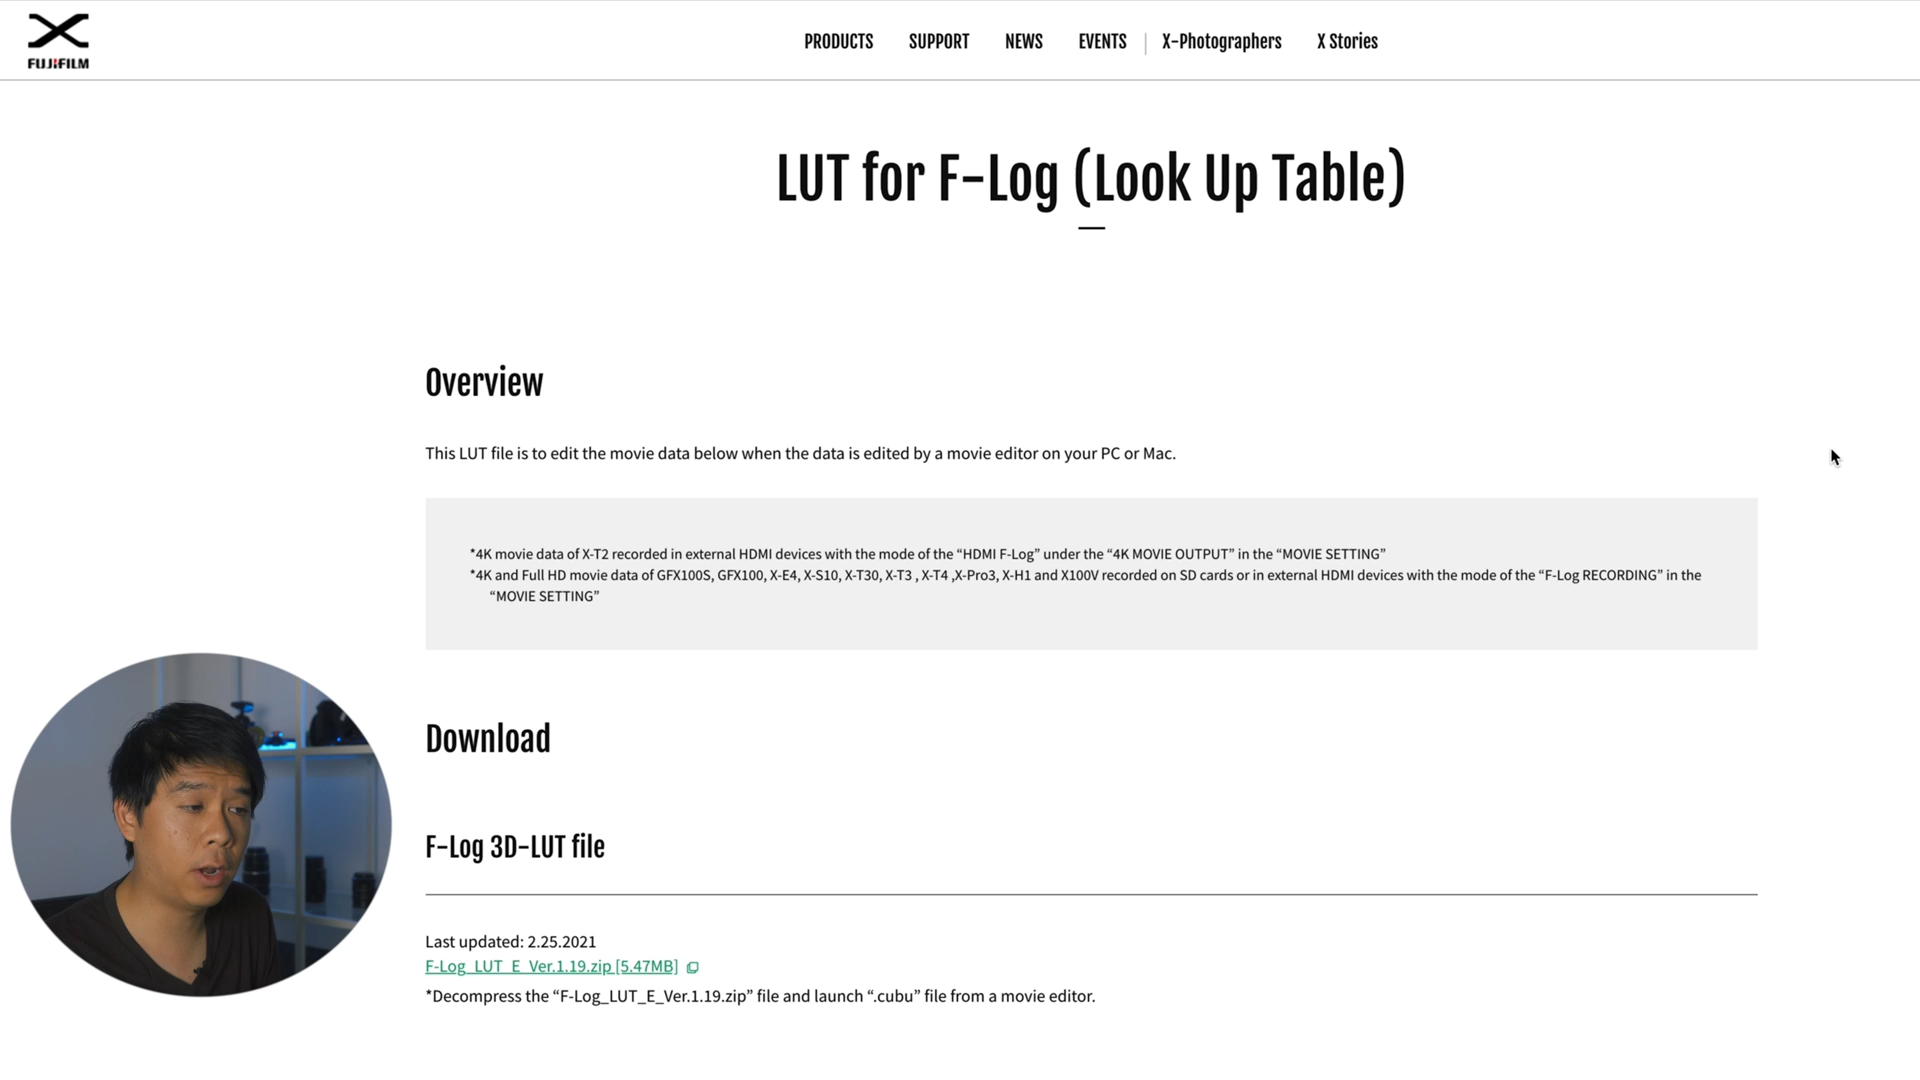 FUJIFILM
PRODUCTS SUPPORT NEWS EVENTS X-Photographers X Stories
LUT for F-Log (Look Up Table)
Overview
This LUT file is to edit the movie data below when the data is edited by a movie editor on your PC or Mac.
*4K movie data of X-T2 recorded in external HDMI devices with the mode of the “HDMI F-Log” under the “4K MOVIE OUTPUT” in the “MOVIE SETTING”
*4K and Full HD movie data of GFX100S, GFX100, X-E4, X-S10, X-T30, X-T3 , X-T4 ,X-Pro3, X-H1 and X100V recorded on SD cards or in external HDMI devices with the mode of the “F-Log RECORDING” in the
“MOVIE SETTING”
Download
F-Log 3D-LUT file
Last updated: 2.25.2021
F-Log_LUT_E_Ver.1.19.zip [5.47MB]
*Decompress the “F-Log_LUT_E_Ver.1.19.zip” file and launch “.cubu” file from a movie editor.